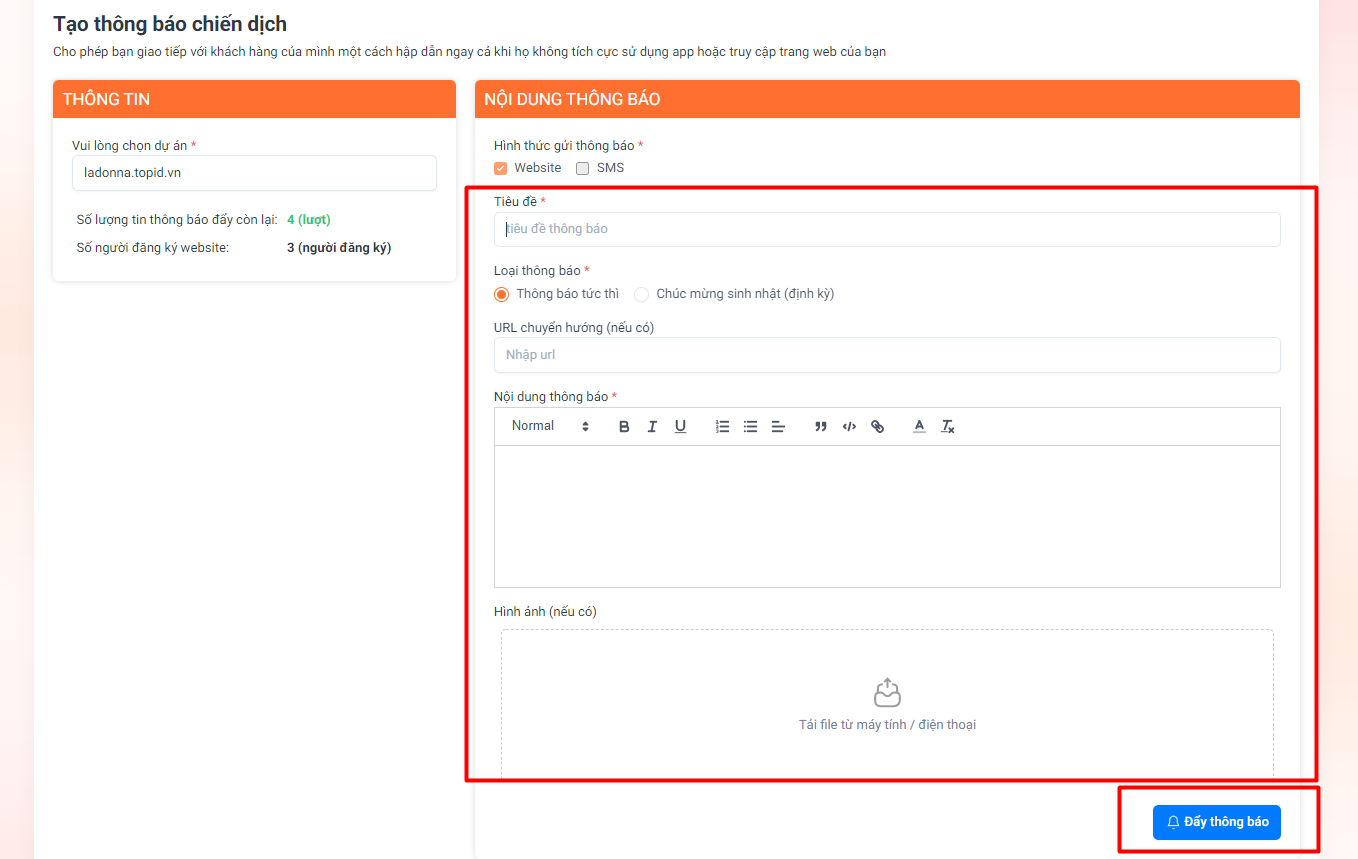 Tạo thông báo chiến dịch
Cho phép bạn giao tiếp với khách hàng của mình một cách hập dẫn ngay cả khi họ không tích cực sử dụng app hoặc truy cập trang web của bạn
THÔNG TIN
Vui lòng chọn dự án *
ladonna.topid.vn
Số lượng tin thông báo đẩy còn lại: 4 (lượt)
Số người đăng ký website: 3 (người đăng ký)
NỘI DUNG THÔNG BÁO
Hình thức gửi thông báo *
Website SMS
Tiêu đề *
tiêu đề thông báo
Loại thông báo *
Thông báo tức thì Chúc mừng sinh nhật (định kỳ)
URL chuyển hướng (nếu có)
Nhập url
Nội dung thông báo *
Normal
Hình ảnh (nếu có)
Tải file từ máy tính / điện thoại
Đẩy thông báo